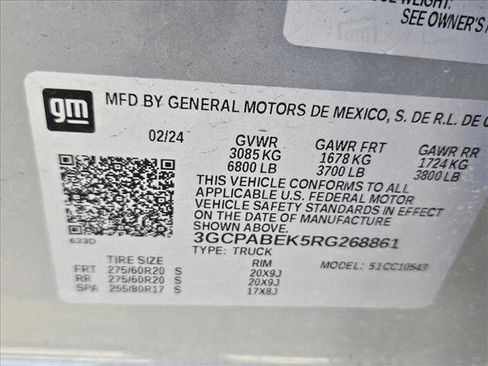 SEE OWNER'S
gm
MFD BY GENERAL MOTORS DE MEXICO, S. DE R.L. DE
02/24 GVWR GAWR FRT GAWR RR
3085 KG 1678 KG 1724 KG
6800 LB 3700 LB 3800 LB
THIS VEHICLE CONFORMS TO ALL
APPLICABLE U.S. FEDERAL MOTOR
VEHICLE SAFETY STANDARDS IN EFFECT
ON THE DATE OF MANUFACTURE
SHOWN ABOVE.
633D
3GCPABEK5RG268861
TYPE: TRUCK
TIRE SIZE RIM MODEL: 51CC10543
FRT 275/60R20 S 20X9J
RR 275/60R20 S 20X9J
SPA 255/80R17 S 17X8J